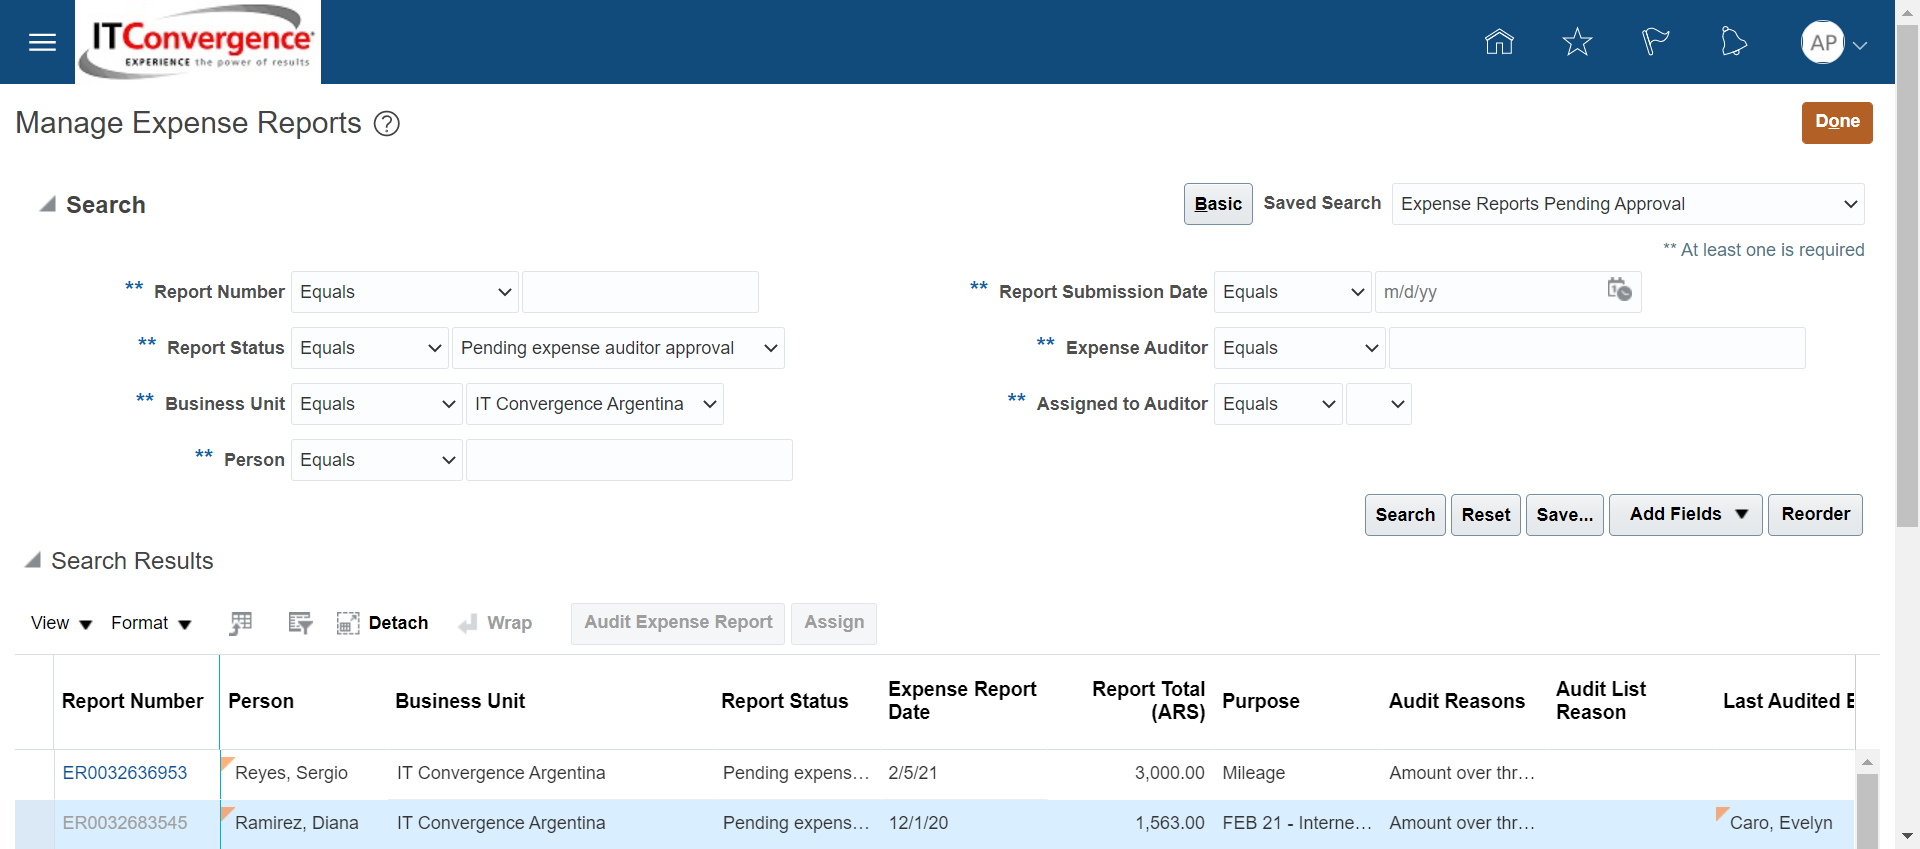 ITConvergence
EXPERIENCE the power of results
AP
Manage Expense Reports ?
Done
Search
Basic Saved Search Expense Reports Pending Approval
** At least one is required
** Report Number Equals
** Report Submission Date Equals m/d/yy
** Report Status Equals Pending expense auditor approval
** Expense Auditor Equals
** Business Unit Equals IT Convergence Argentina
** Assigned to Auditor Equals
** Person Equals
Search Reset Save... Add Fields Reorder
Search Results
View Format Detach Wrap Audit Expense Report Assign
Report Number Person Business Unit Report Status Expense Report Date Report Total (ARS) Purpose Audit Reasons Audit List Reason Last Audited
ER0032636953 Reyes, Sergio IT Convergence Argentina Pending expens... 2/5/21 3,000.00 Mileage Amount over thr...
ER0032683545 Ramirez, Diana IT Convergence Argentina Pending expens... 12/1/20 1,563.00 FEB 21 - Interne... Amount over thr... Caro, Evelyn